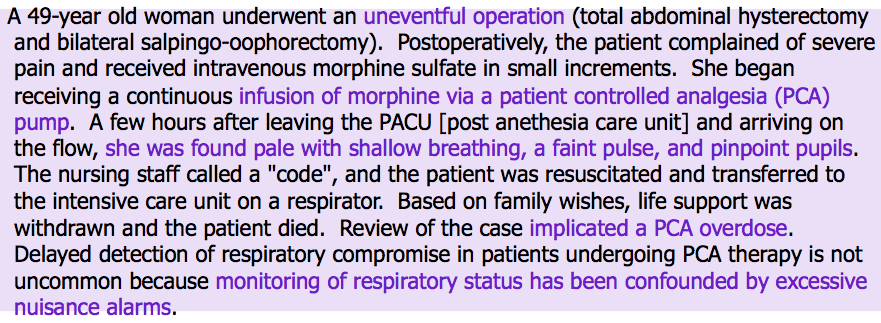 A 49-year old woman underwent an uneventful operation (total abdominal hysterectomy
and bilateral salpingo-oophorectomy).  Postoperatively, the patient complained of severe
pain and received intravenous morphine sulfate in small increments.  She began
receiving a continuous infusion of morphine via a patient controlled analgesia (PCA)
pump.  A few hours after leaving the PACU [post anethesia care unit] and arriving on
the flow, she was found pale with shallow breathing, a faint pulse, and pinpoint pupils.
The nursing staff called a "code", and the patient was resuscitated and transferred to
the intensive care unit on a respirator.  Based on family wishes, life support was
withdrawn and the patient died.  Review of the case implicated a PCA overdose.
Delayed detection of respiratory compromise in patients undergoing PCA therapy is not
uncommon because monitoring of respiratory status has been confounded by excessive
nuisance alarms.